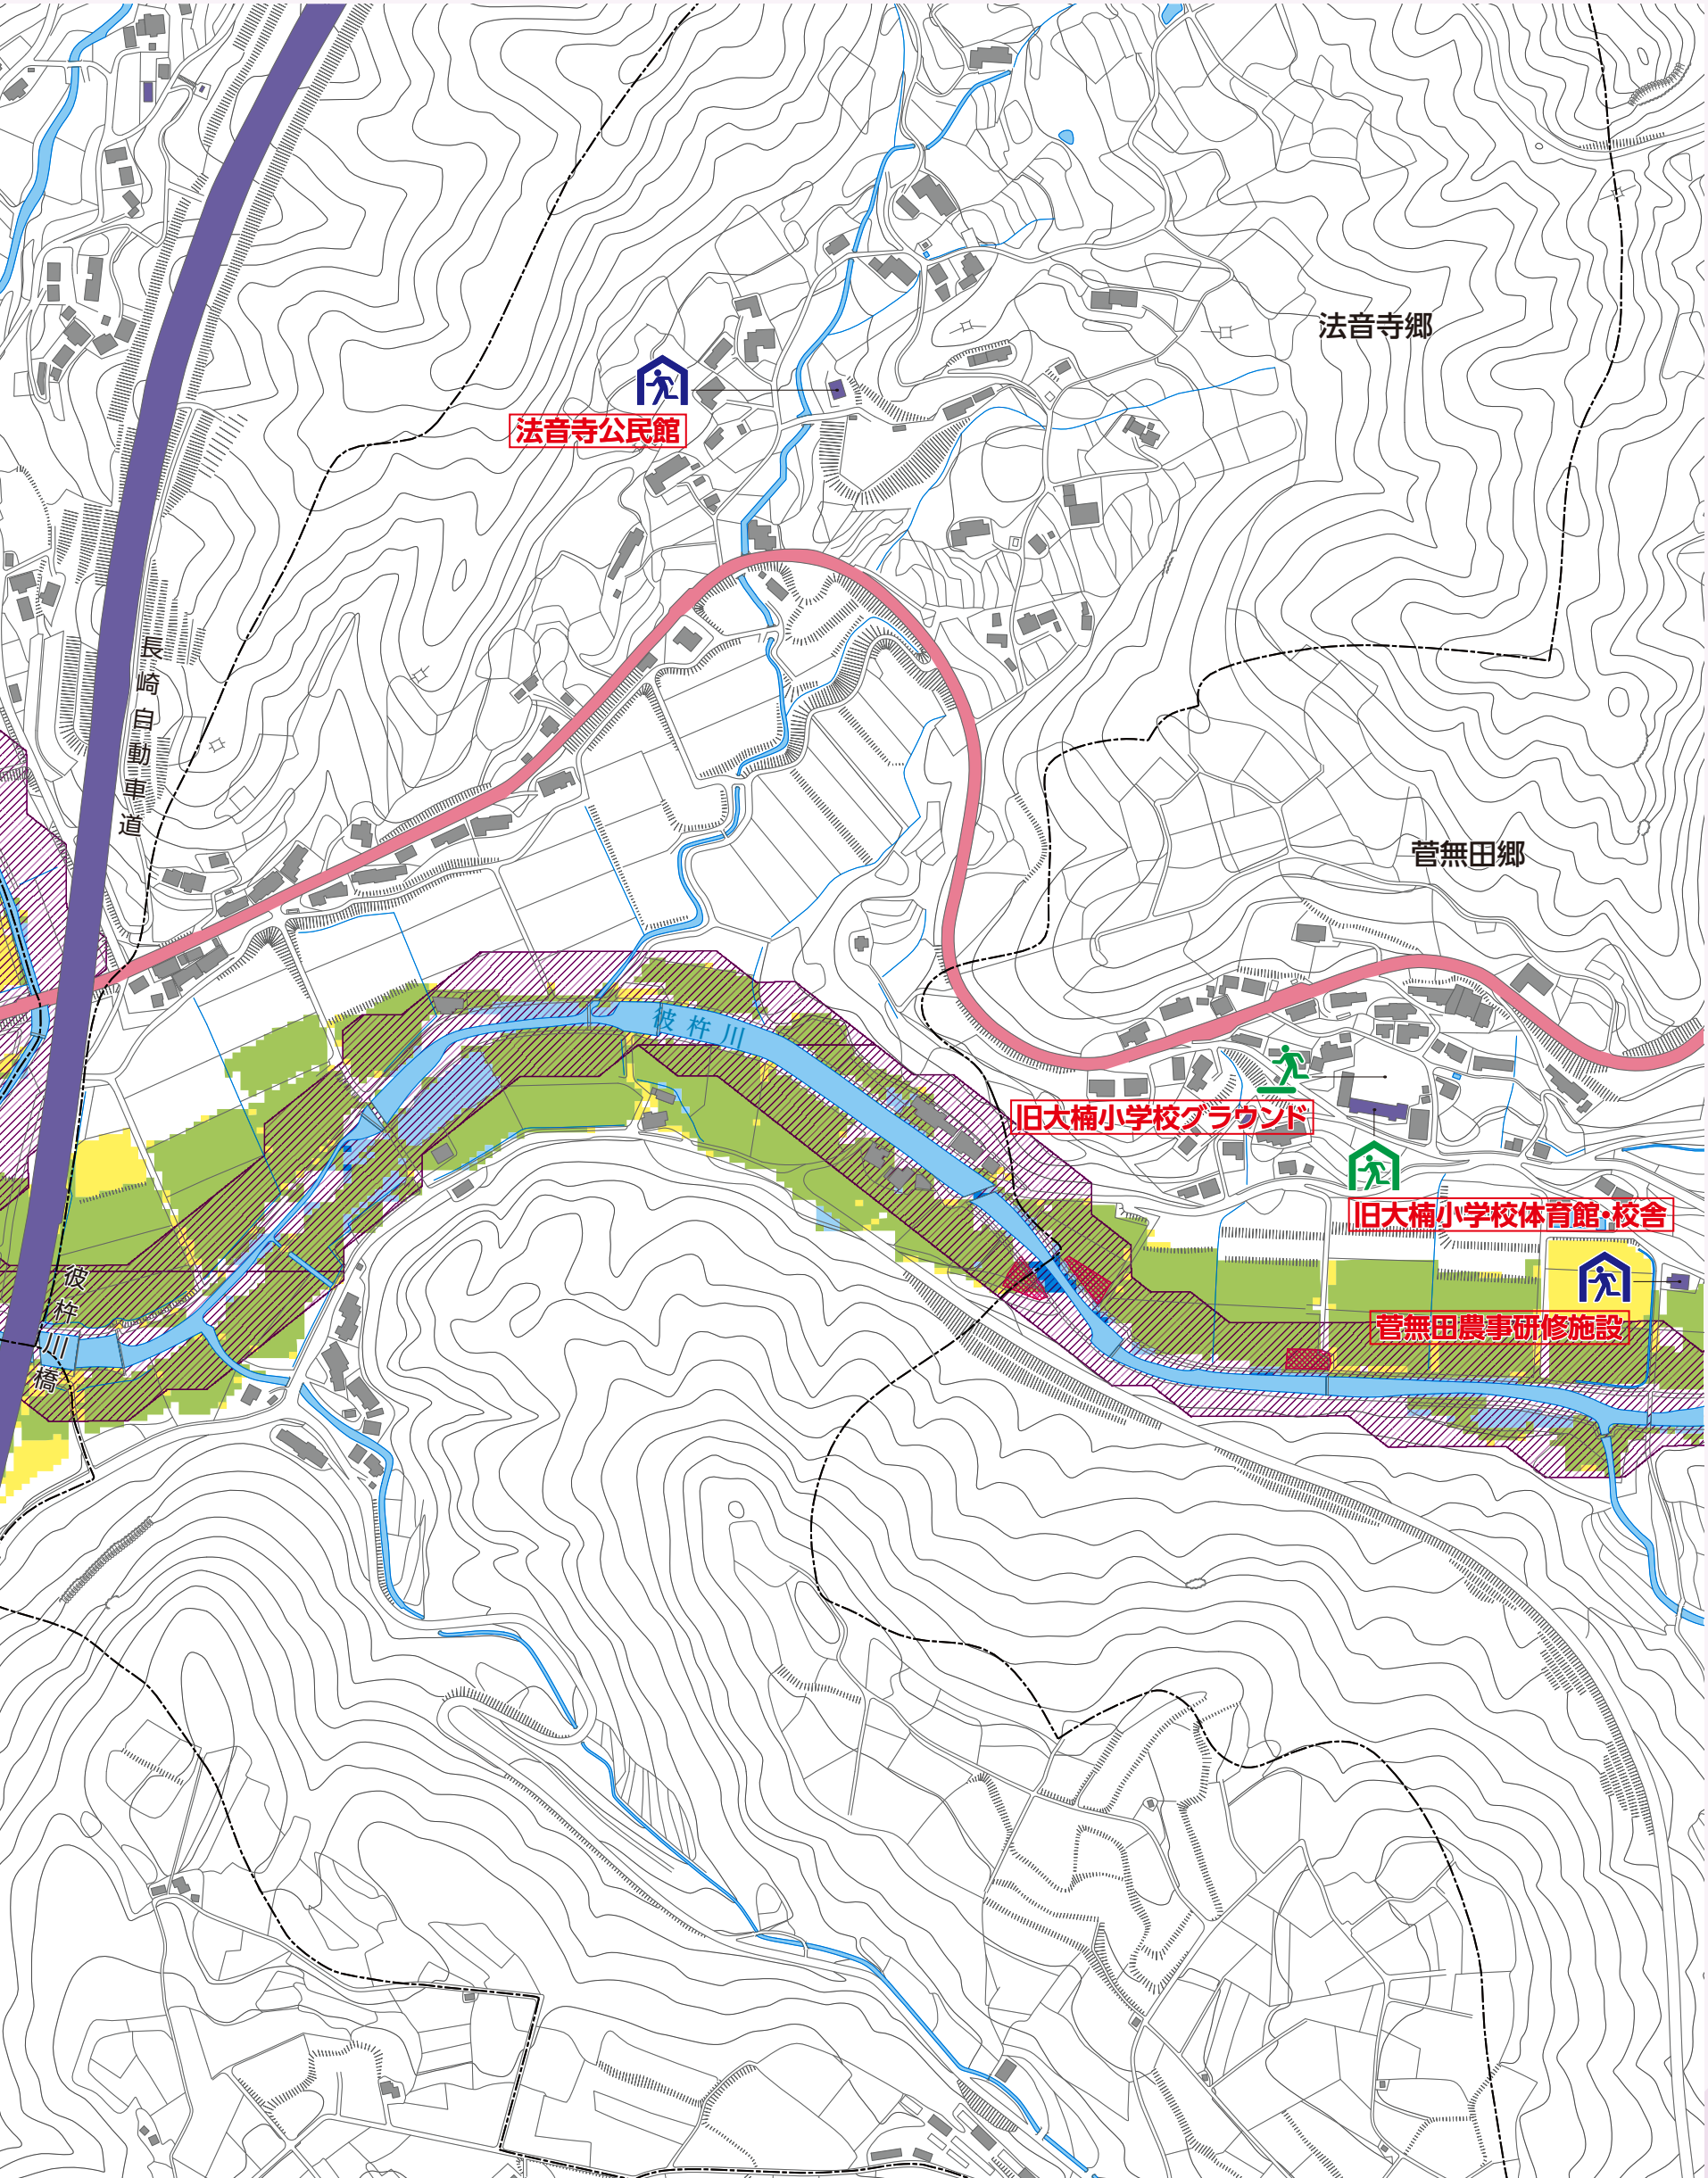 法音寺郷
法音寺公民館
長崎自動車道
菅無田郷
彼杵川
旧大楠小学校グラウンド
旧大楠小学校体育館・校舎
菅無田農事研修施設
彼杵川橋